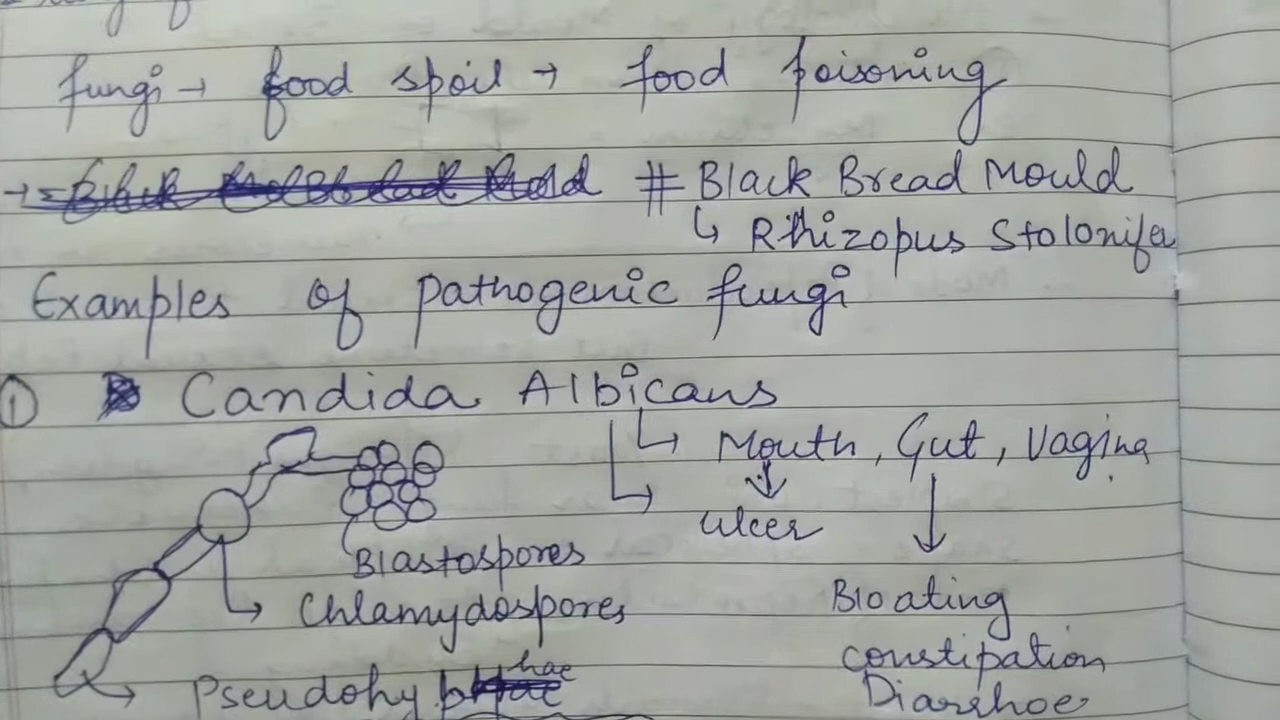 fungi → food spoil → food poisoning
# Black Bread Mould
↳ Rhizopus Stolonifer
Examples of pathogenic fungi
① Candida Albicans
↳ Mouth, Gut, Vagina
Ulcer
Blastospores
Chlamydospores
Bloating
constipation
Pseudohyphae
Diarrhoe